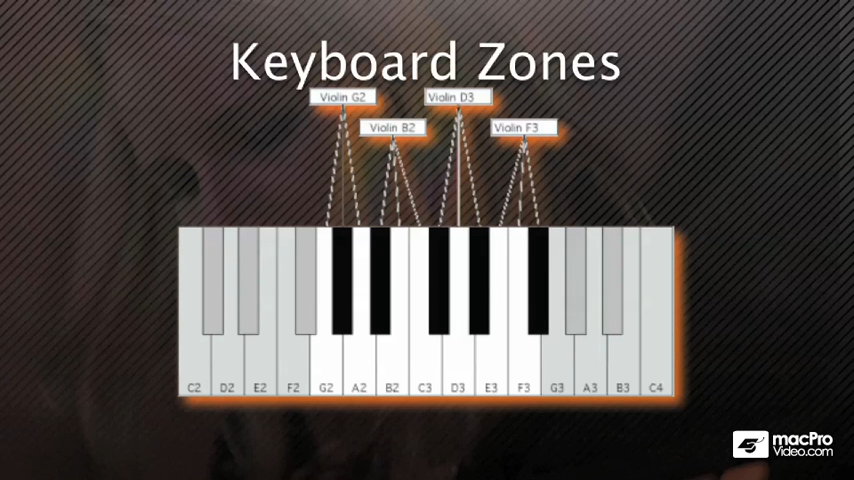 Keyboard Zones
Violin G2
Violin D3
Violin B2
Violin F3
C2 D2 E2 F2 G2 A2 B2 C3 D3 E3 F3 G3 A3 B3 C4
macPro
Video.com